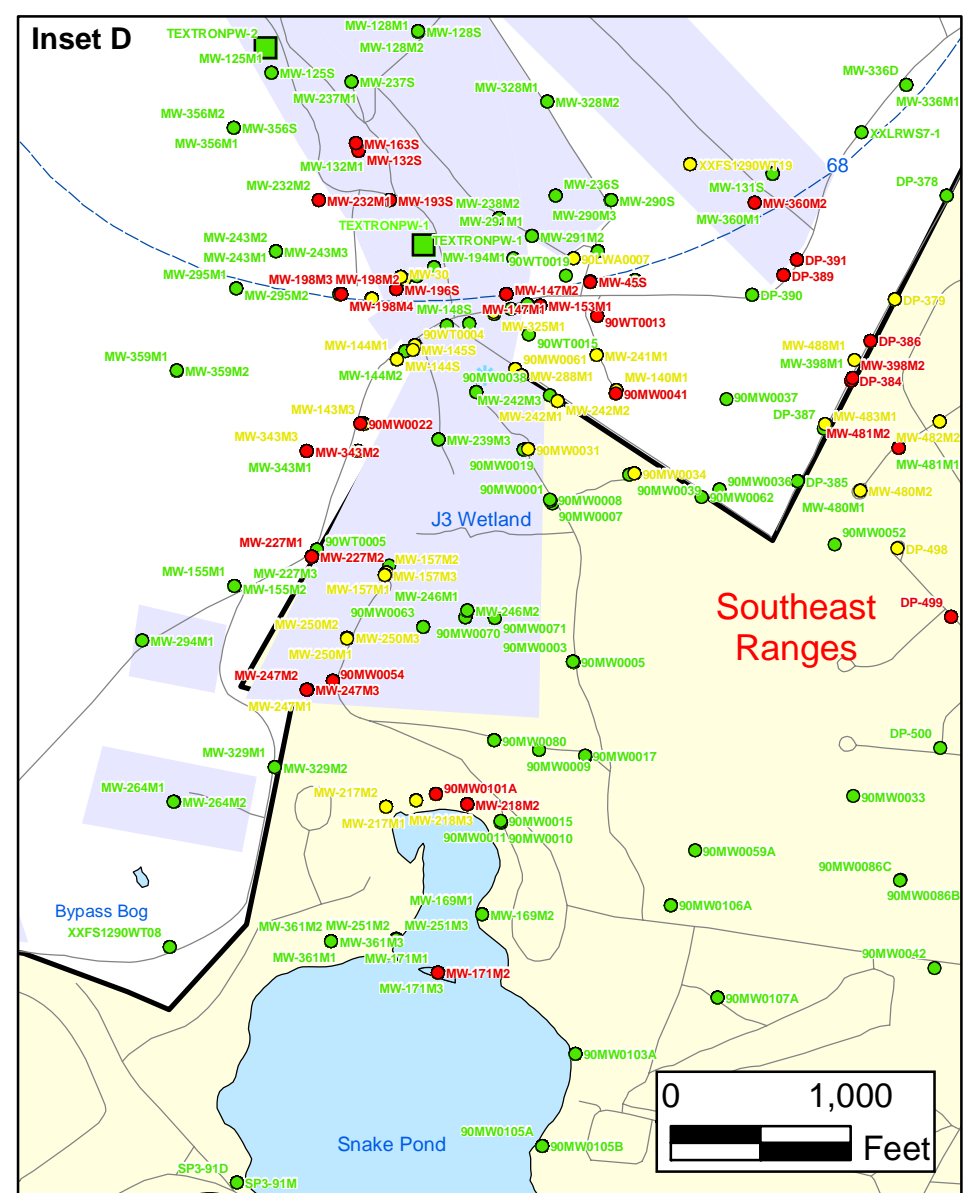 Inset D
TEXTRONPW-2
MW-128M1
MW-128S
MW-128M2
MW-125M1
MW-125S
MW-237S
MW-237M1
MW-328M1
MW-328M2
MW-336D
MW-336M1
MW-356M2
MW-356S
MW-356M1
MW-163S
MW-132S
MW-132M1
XXLRWS7-1
XXFS1290WT19
68
MW-131S
MW-360M2
MW-360M1
DP-378
MW-232M2
MW-232M1
MW-193S
MW-236S
MW-290S
MW-290M3
MW-238M2
MW-291M1
MW-291M2
TEXTRONPW-1
TEXTRONPW-1
MW-243M2
MW-243M3
MW-243M1
MW-194M1
90WT0019
90LWA0007
DP-391
DP-389
MW-295M1
MW-295M2
MW-198M3
MW-198M2
MW-30
MW-196S
MW-198M4
MW-147M2
MW-45S
DP-390
DP-379
MW-147M1
MW-153M1
90WT0013
MW-148S
MW-325M1
90WT0004
90WT0015
MW-144M1
MW-145S
MW-144S
MW-144M2
MW-359M1
MW-359M2
90MW0061
MW-241M1
MW-288M1
90MW0038
MW-140M1
90MW0041
MW-242M3
MW-242M2
MW-242M1
DP-386
MW-488M1
MW-398M1
MW-398M2
DP-384
90MW0037
DP-387
MW-483M1
MW-481M2
MW-482M2
MW-481M1
MW-143M3
90MW0022
MW-343M3
MW-343M2
MW-343M1
MW-239M3
90MW0031
90MW0019
90MW0034
90MW0039
90MW0036
90MW0062
DP-385
MW-480M2
MW-480M1
90MW0001
90MW0008
90MW0007
J3 Wetland
90MW0052
DP-498
MW-227M1
90WT0005
MW-227M2
MW-227M3
MW-157M2
MW-157M3
MW-157M1
MW-155M1
MW-155M2
MW-246M1
MW-246M2
90MW0063
90MW0070
90MW0071
90MW0003
MW-250M2
MW-250M3
MW-250M1
MW-294M1
90MW0005
DP-499
Southeast
Ranges
MW-247M2
90MW0054
MW-247M3
MW-247M1
90MW0080
90MW0009
90MW0017
DP-500
MW-329M1
MW-329M2
MW-264M1
MW-264M2
MW-217M2
MW-217M1
90MW0101A
MW-218M2
MW-218M3
90MW0015
90MW0011
90MW0010
90MW0033
90MW0059A
90MW0086C
90MW0086B
90MW0106A
Bypass Bog
XXFS1290WT08
MW-169M1
MW-169M2
MW-361M2
MW-251M2
MW-251M3
MW-361M3
MW-361M1
MW-171M1
MW-171M2
MW-171M3
90MW0042
90MW0107A
90MW0103A
90MW0105A
90MW0105B
Snake Pond
SP3-91D
SP3-91M
0
1,000
Feet